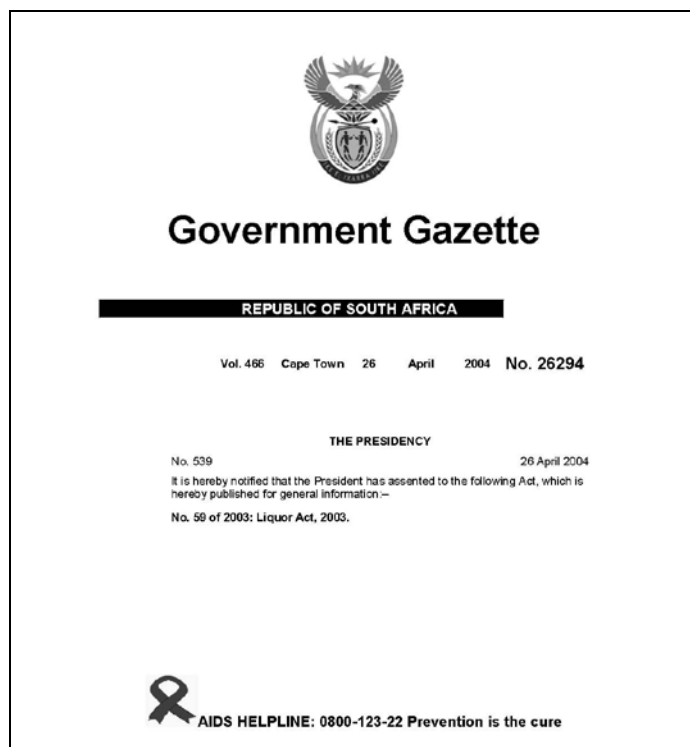 Government Gazette
REPUBLIC OF SOUTH AFRICA
Vol. 466 Cape Town 26 April 2004 No. 26294
THE PRESIDENCY
No. 539 26 April 2004
It is hereby notified that the President has assented to the following Act, which is
hereby published for general information:–
No. 59 of 2003: Liquor Act, 2003.
AIDS HELPLINE: 0800-123-22 Prevention is the cure